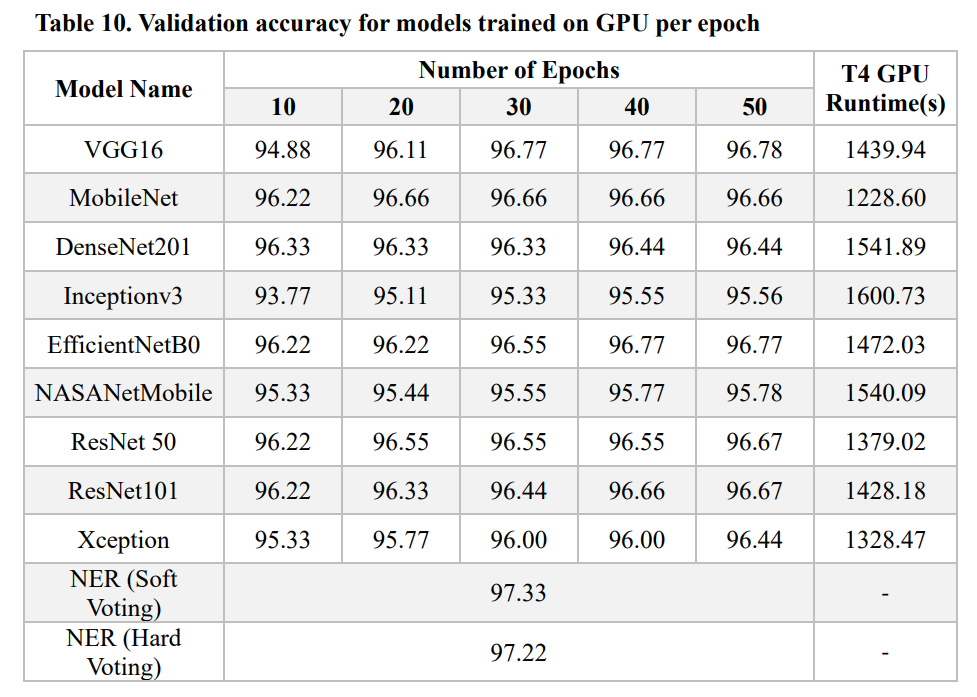 Table 10. Validation accuracy for models trained on GPU per epoch
Model Name Number of Epochs T4 GPU Runtime(s)
10 20 30 40 50
VGG16 94.88 96.11 96.77 96.77 96.78 1439.94
MobileNet 96.22 96.66 96.66 96.66 96.66 1228.60
DenseNet201 96.33 96.33 96.33 96.44 96.44 1541.89
Inceptionv3 93.77 95.11 95.33 95.55 95.56 1600.73
EfficientNetB0 96.22 96.22 96.55 96.77 96.77 1472.03
NASANetMobile 95.33 95.44 95.55 95.77 95.78 1540.09
ResNet 50 96.22 96.55 96.55 96.55 96.67 1379.02
ResNet101 96.22 96.33 96.44 96.66 96.67 1428.18
Xception 95.33 95.77 96.00 96.00 96.44 1328.47
NER (Soft Voting) 97.33 -
NER (Hard Voting) 97.22 -